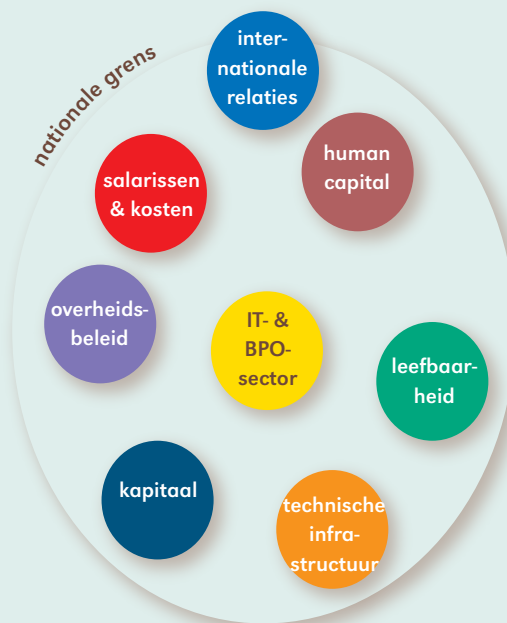 nationale grens
inter-
nationale
relaties
human
capital
salarissen
& kosten
overheids-
beleid
IT- &
BPO-
sector
leefbaar-
heid
kapitaal
technische
infra-
structuur